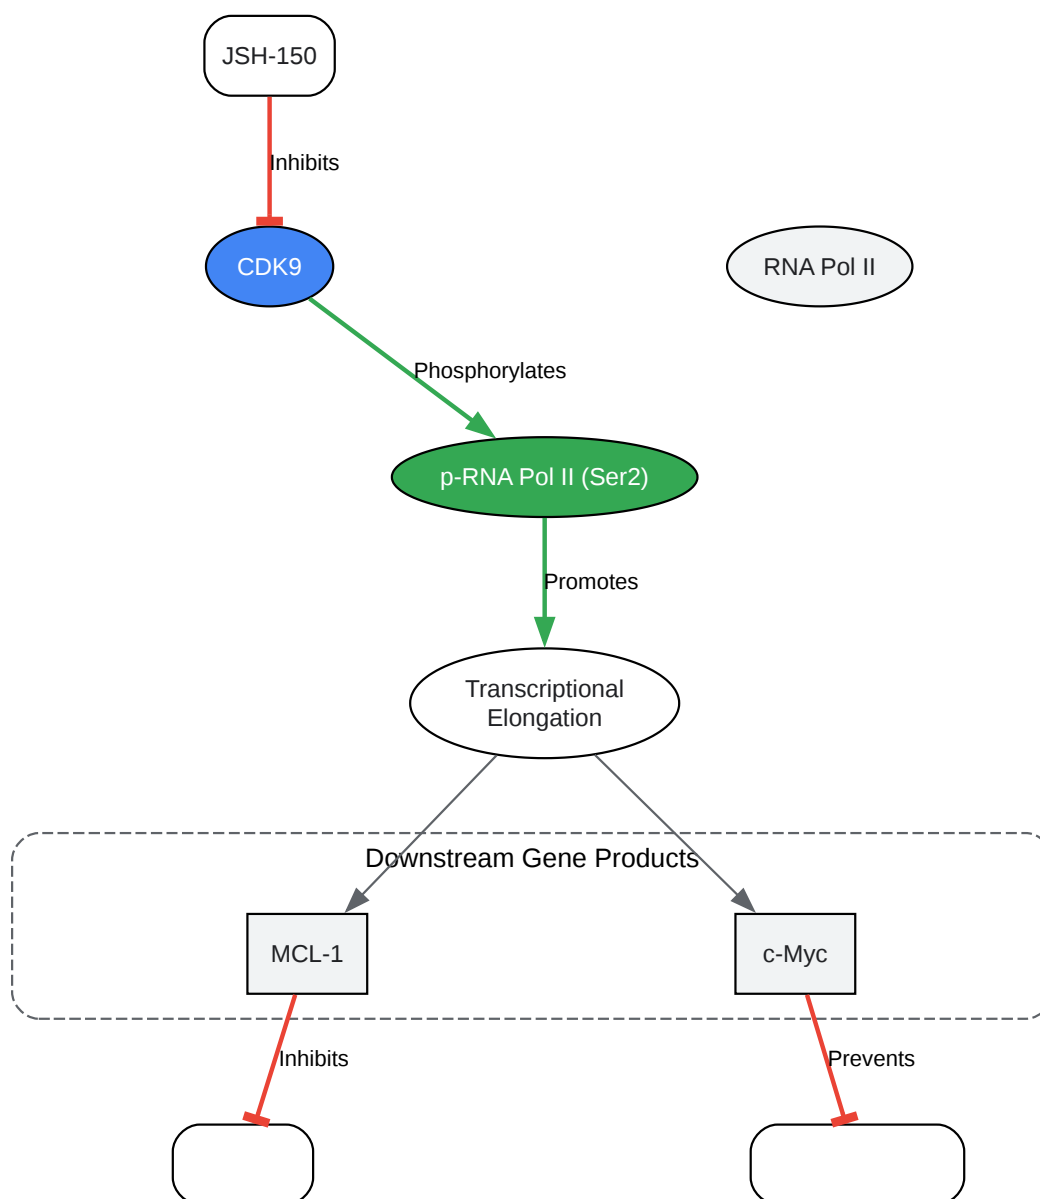 JSH-150
Inhibits
CDK9
RNA Pol II
Phosphorylates
p-RNA Pol II (Ser2)
Promotes
Transcriptional
Elongation
Downstream Gene Products
MCL-1
c-Myc
Inhibits
Prevents